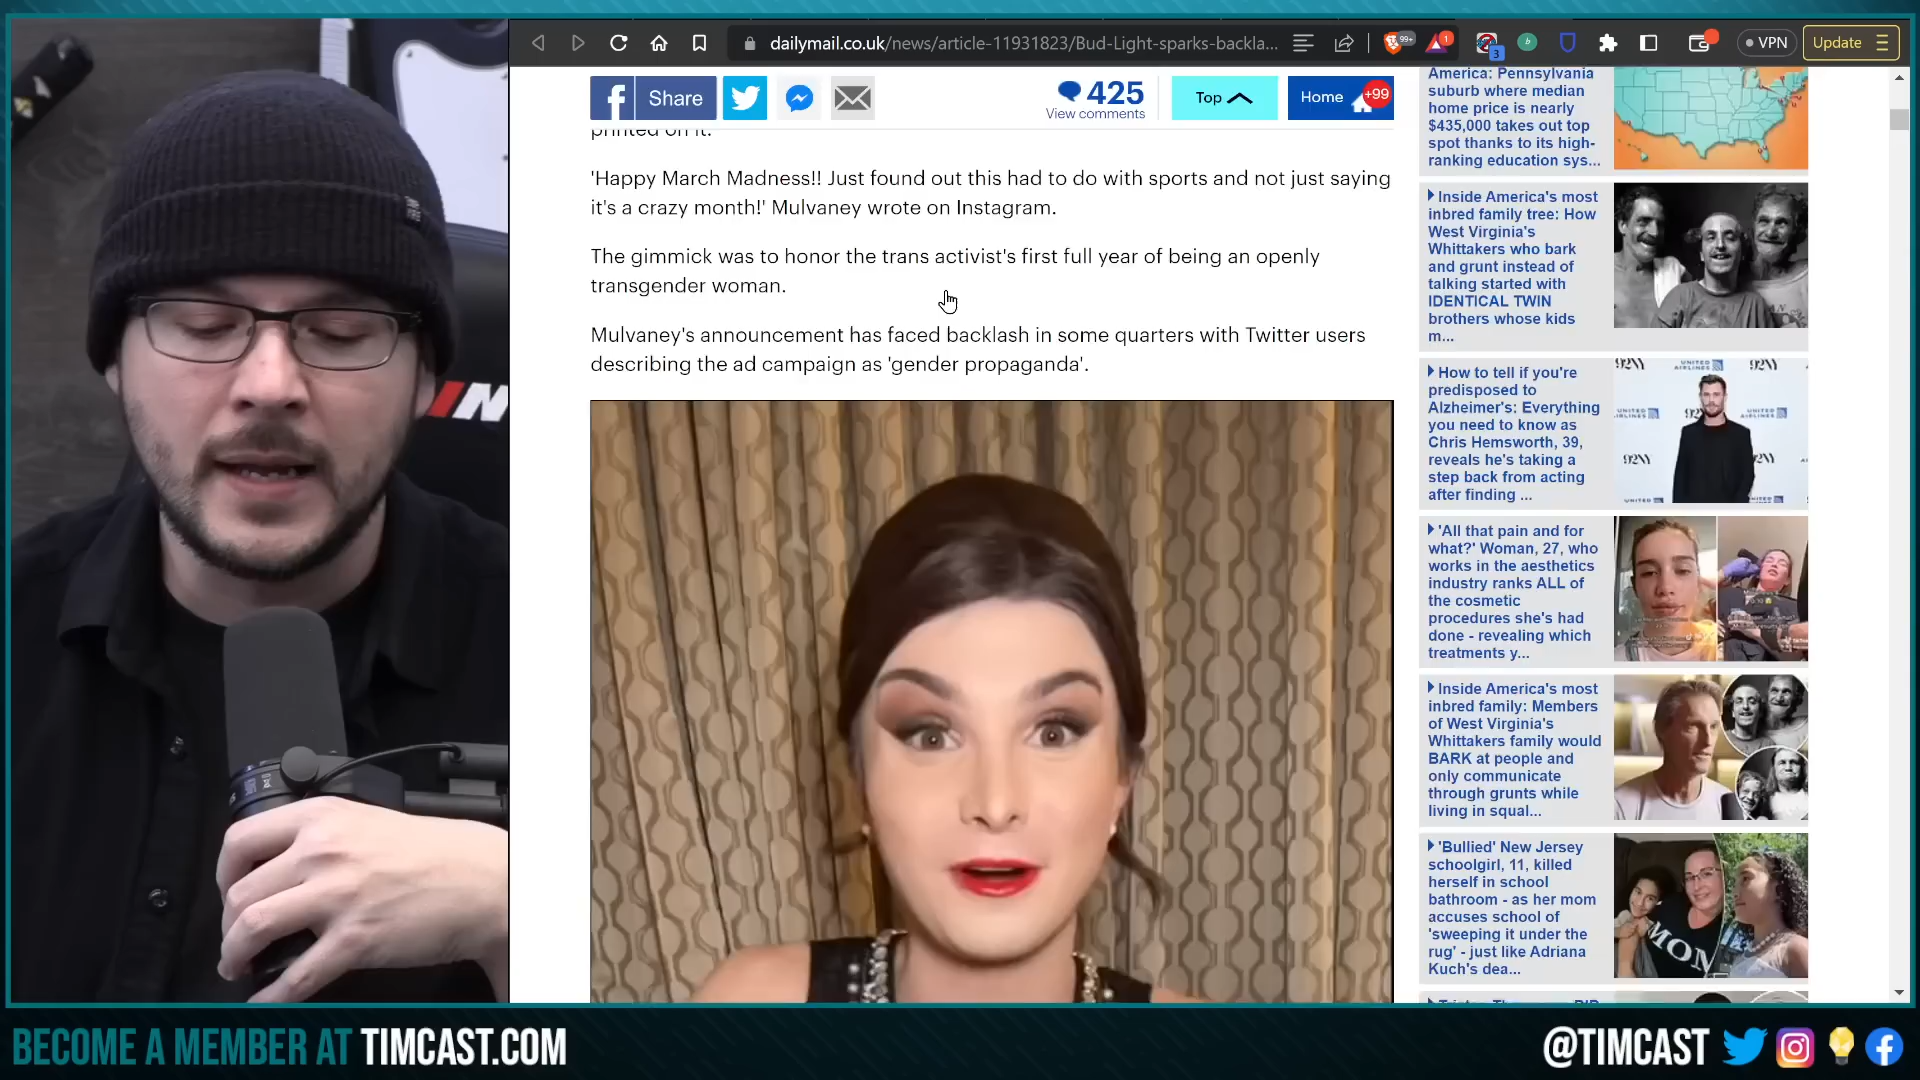 dailymail.co.uk/news/article-11931823/Bud-Light-sparks-backla...
99+
1
3
b
VPN
Update
f
Share
425
View comments
Top
Home
+99
printed on it.
'Happy March Madness!! Just found out this had to do with sports and not just saying
it's a crazy month!' Mulvaney wrote on Instagram.
The gimmick was to honor the trans activist's first full year of being an openly
transgender woman.
Mulvaney's announcement has faced backlash in some quarters with Twitter users
describing the ad campaign as 'gender propaganda'.
America: Pennsylvania
suburb where median
home price is nearly
$435,000 takes out top
spot thanks to its high-
ranking education sys...
Inside America's most
inbred family tree: How
West Virginia's
Whittakers who bark
and grunt instead of
talking started with
IDENTICAL TWIN
brothers whose kids
m...
How to tell if you're
predisposed to
Alzheimer's: Everything
you need to know as
Chris Hemsworth, 39,
reveals he's taking a
step back from acting
after finding ...
92NY
UNITED
AIRLINES
'All that pain and for
what?' Woman, 27, who
works in the aesthetics
industry ranks ALL of
the cosmetic
procedures she's had
done - revealing which
treatments y...
Inside America's most
inbred family: Members
of West Virginia's
Whittakers family would
BARK at people and
only communicate
through grunts while
living in squal...
'Bullied' New Jersey
schoolgirl, 11, killed
herself in school
bathroom - as her mom
accuses school of
'sweeping it under the
rug' - just like Adriana
Kuch's dea...
MON
BECOME A MEMBER AT TIMCAST.COM
@TIMCAST